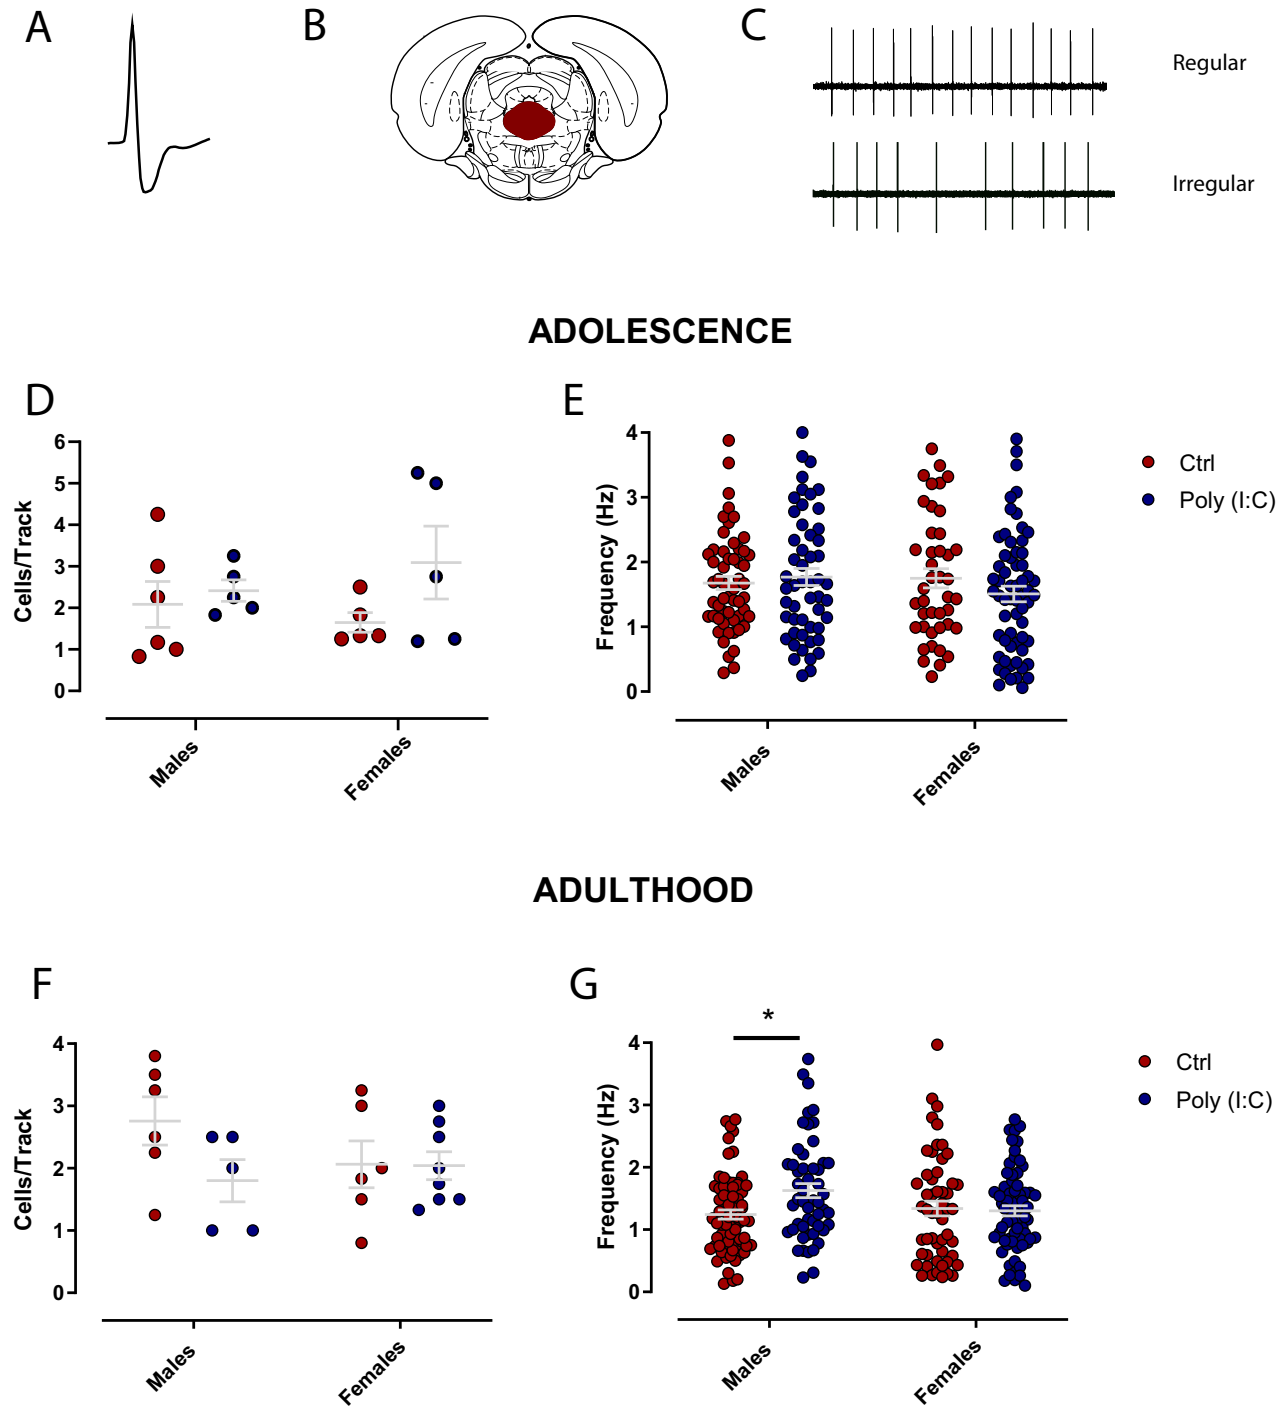 A
B
C
Regular
Irregular
ADOLESCENCE
D
E
6
5
4
3
2
1
0
Cells/Track
Males
Females
4
3
2
1
0
Frequency (Hz)
Males
Females
Ctrl
Poly (I:C)
ADULTHOOD
F
G
4
3
2
1
0
Cells/Track
Males
Females
*
4
3
2
1
0
Frequency (Hz)
Males
Females
Ctrl
Poly (I:C)